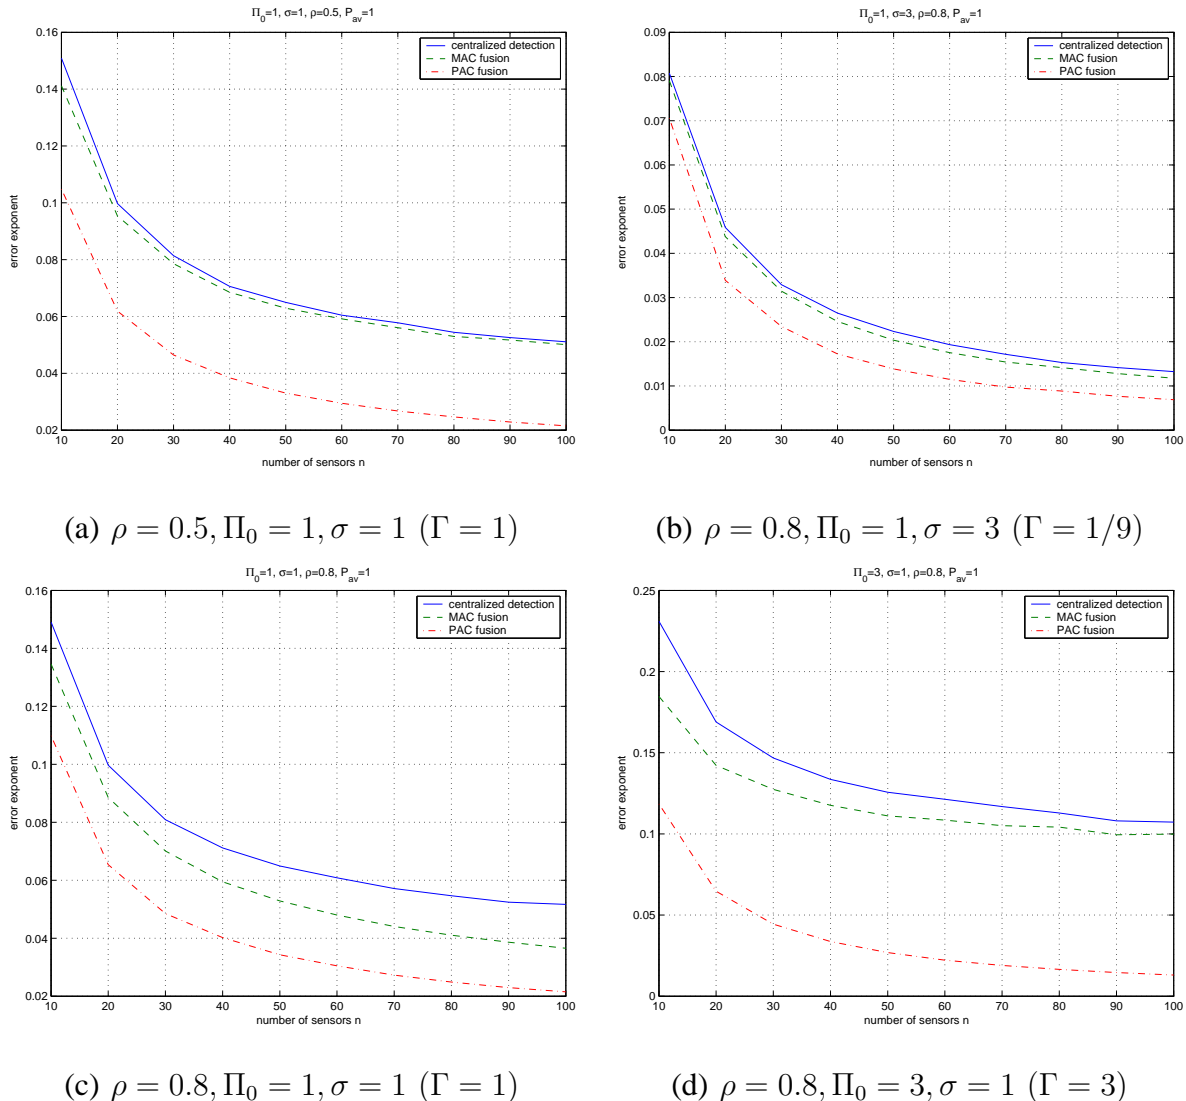 Π₀=1, σ=1, ρ=0.5, Pₐᵥ=1
0.16
0.14
0.12
0.1
0.08
0.06
0.04
0.02
error exponent
centralized detection
MAC fusion
PAC fusion
10 20 30 40 50 60 70 80 90 100
number of sensors n
(a) ρ = 0.5, Π₀ = 1, σ = 1 (Γ = 1)
Π₀=1, σ=3, ρ=0.8, Pₐᵥ=1
0.09
0.08
0.07
0.06
0.05
0.04
0.03
0.02
0.01
0
error exponent
centralized detection
MAC fusion
PAC fusion
10 20 30 40 50 60 70 80 90 100
number of sensors n
(b) ρ = 0.8, Π₀ = 1, σ = 3 (Γ = 1/9)
Π₀=1, σ=1, ρ=0.8, Pₐᵥ=1
0.16
0.14
0.12
0.1
0.08
0.06
0.04
0.02
error exponent
centralized detection
MAC fusion
PAC fusion
10 20 30 40 50 60 70 80 90 100
number of sensors n
(c) ρ = 0.8, Π₀ = 1, σ = 1 (Γ = 1)
Π₀=3, σ=1, ρ=0.8, Pₐᵥ=1
0.25
0.2
0.15
0.1
0.05
0
error exponent
centralized detection
MAC fusion
PAC fusion
10 20 30 40 50 60 70 80 90 100
number of sensors n
(d) ρ = 0.8, Π₀ = 3, σ = 1 (Γ = 3)